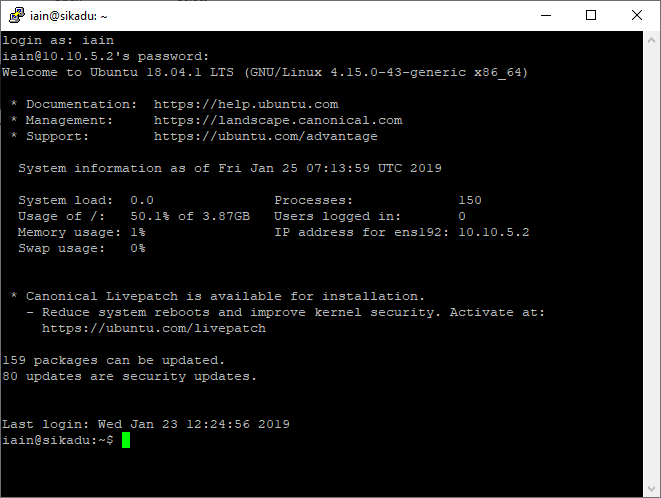 iain@sikadu: ~
login as: iain
iain@10.10.5.2's password:
Welcome to Ubuntu 18.04.1 LTS (GNU/Linux 4.15.0-43-generic x86_64)
* Documentation:  https://help.ubuntu.com
* Management:     https://landscape.canonical.com
* Support:        https://ubuntu.com/advantage
System information as of Fri Jan 25 07:13:59 UTC 2019
System load:  0.0                Processes:             150
Usage of /:   50.1% of 3.87GB   Users logged in:       0
Memory usage: 1%                IP address for ens192: 10.10.5.2
Swap usage:   0%
* Canonical Livepatch is available for installation.
- Reduce system reboots and improve kernel security. Activate at:
https://ubuntu.com/livepatch
159 packages can be updated.
80 updates are security updates.
Last login: Wed Jan 23 12:24:56 2019
iain@sikadu:~$